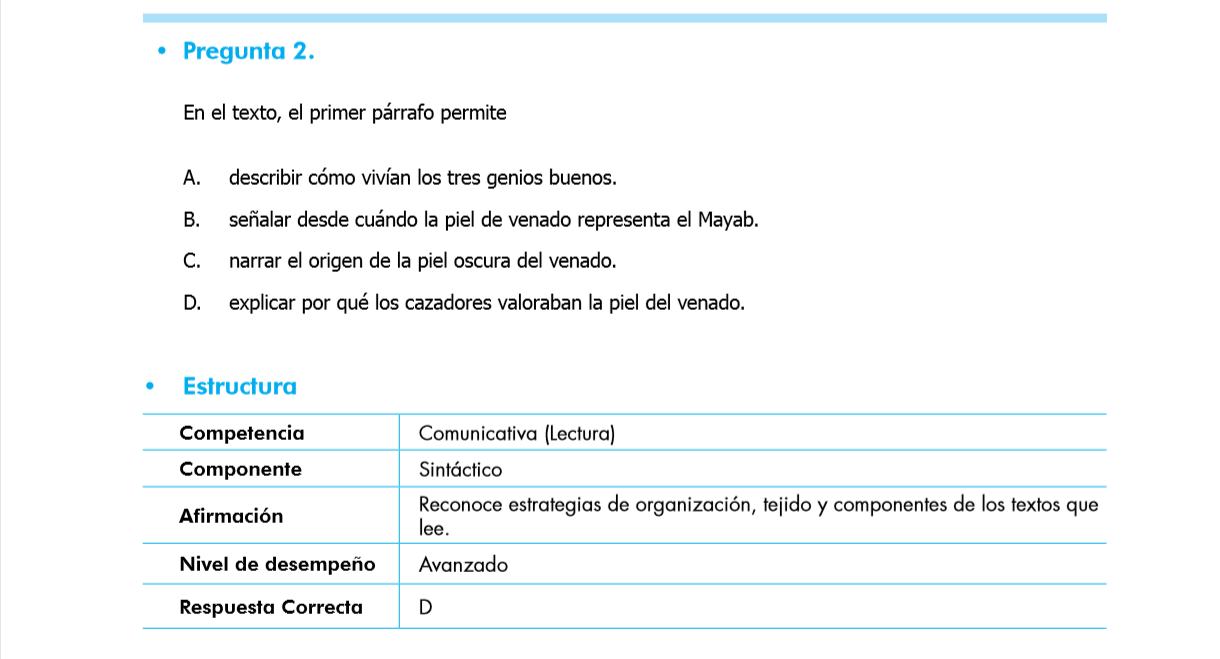 • Pregunta 2.
En el texto, el primer párrafo permite
A. describir cómo vivían los tres genios buenos.
B. señalar desde cuándo la piel de venado representa el Mayab.
C. narrar el origen de la piel oscura del venado.
D. explicar por qué los cazadores valoraban la piel del venado.
• Estructura
Competencia Comunicativa (Lectura)
Componente Sintáctico
Afirmación Reconoce estrategias de organización, tejido y componentes de los textos que
lee.
Nivel de desempeño Avanzado
Respuesta Correcta D